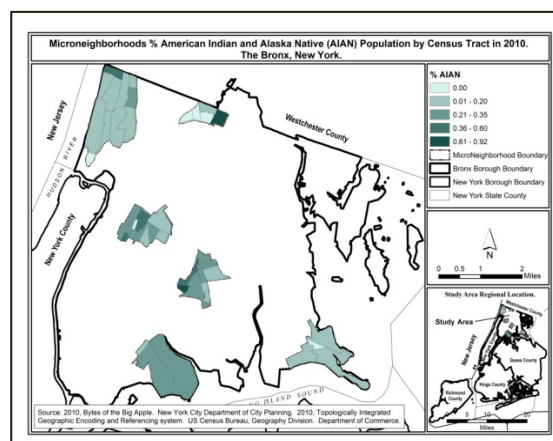 Microneighborhoods % American Indian and Alaska Native (AIAN) Population by Census Tract in 2010.
The Bronx, New York.
New Jersey
HUDSON RIVER
New York County
Westchester County
ISLAND SOUND
Source: 2010, Bytes of the Big Apple. New York City Department of City Planning. 2010, Topologically Integrated
Geographic Encoding and Referencing system. US Census Bureau, Geography Division. Department of Commerce.
% AIAN
0.00
0.01 - 0.20
0.21 - 0.35
0.36 - 0.60
0.61 - 0.92
MicroNeighborhood Boundary
Bronx Borough Boundary
New York Borough Boundary
New York State County
N
0 0.5 1 2
Miles
Study Area Regional Location.
Westchester County
Study Area
New Jersey
New York County
Queens County
Kings County
Richmond
County
0 5 10 20
Miles